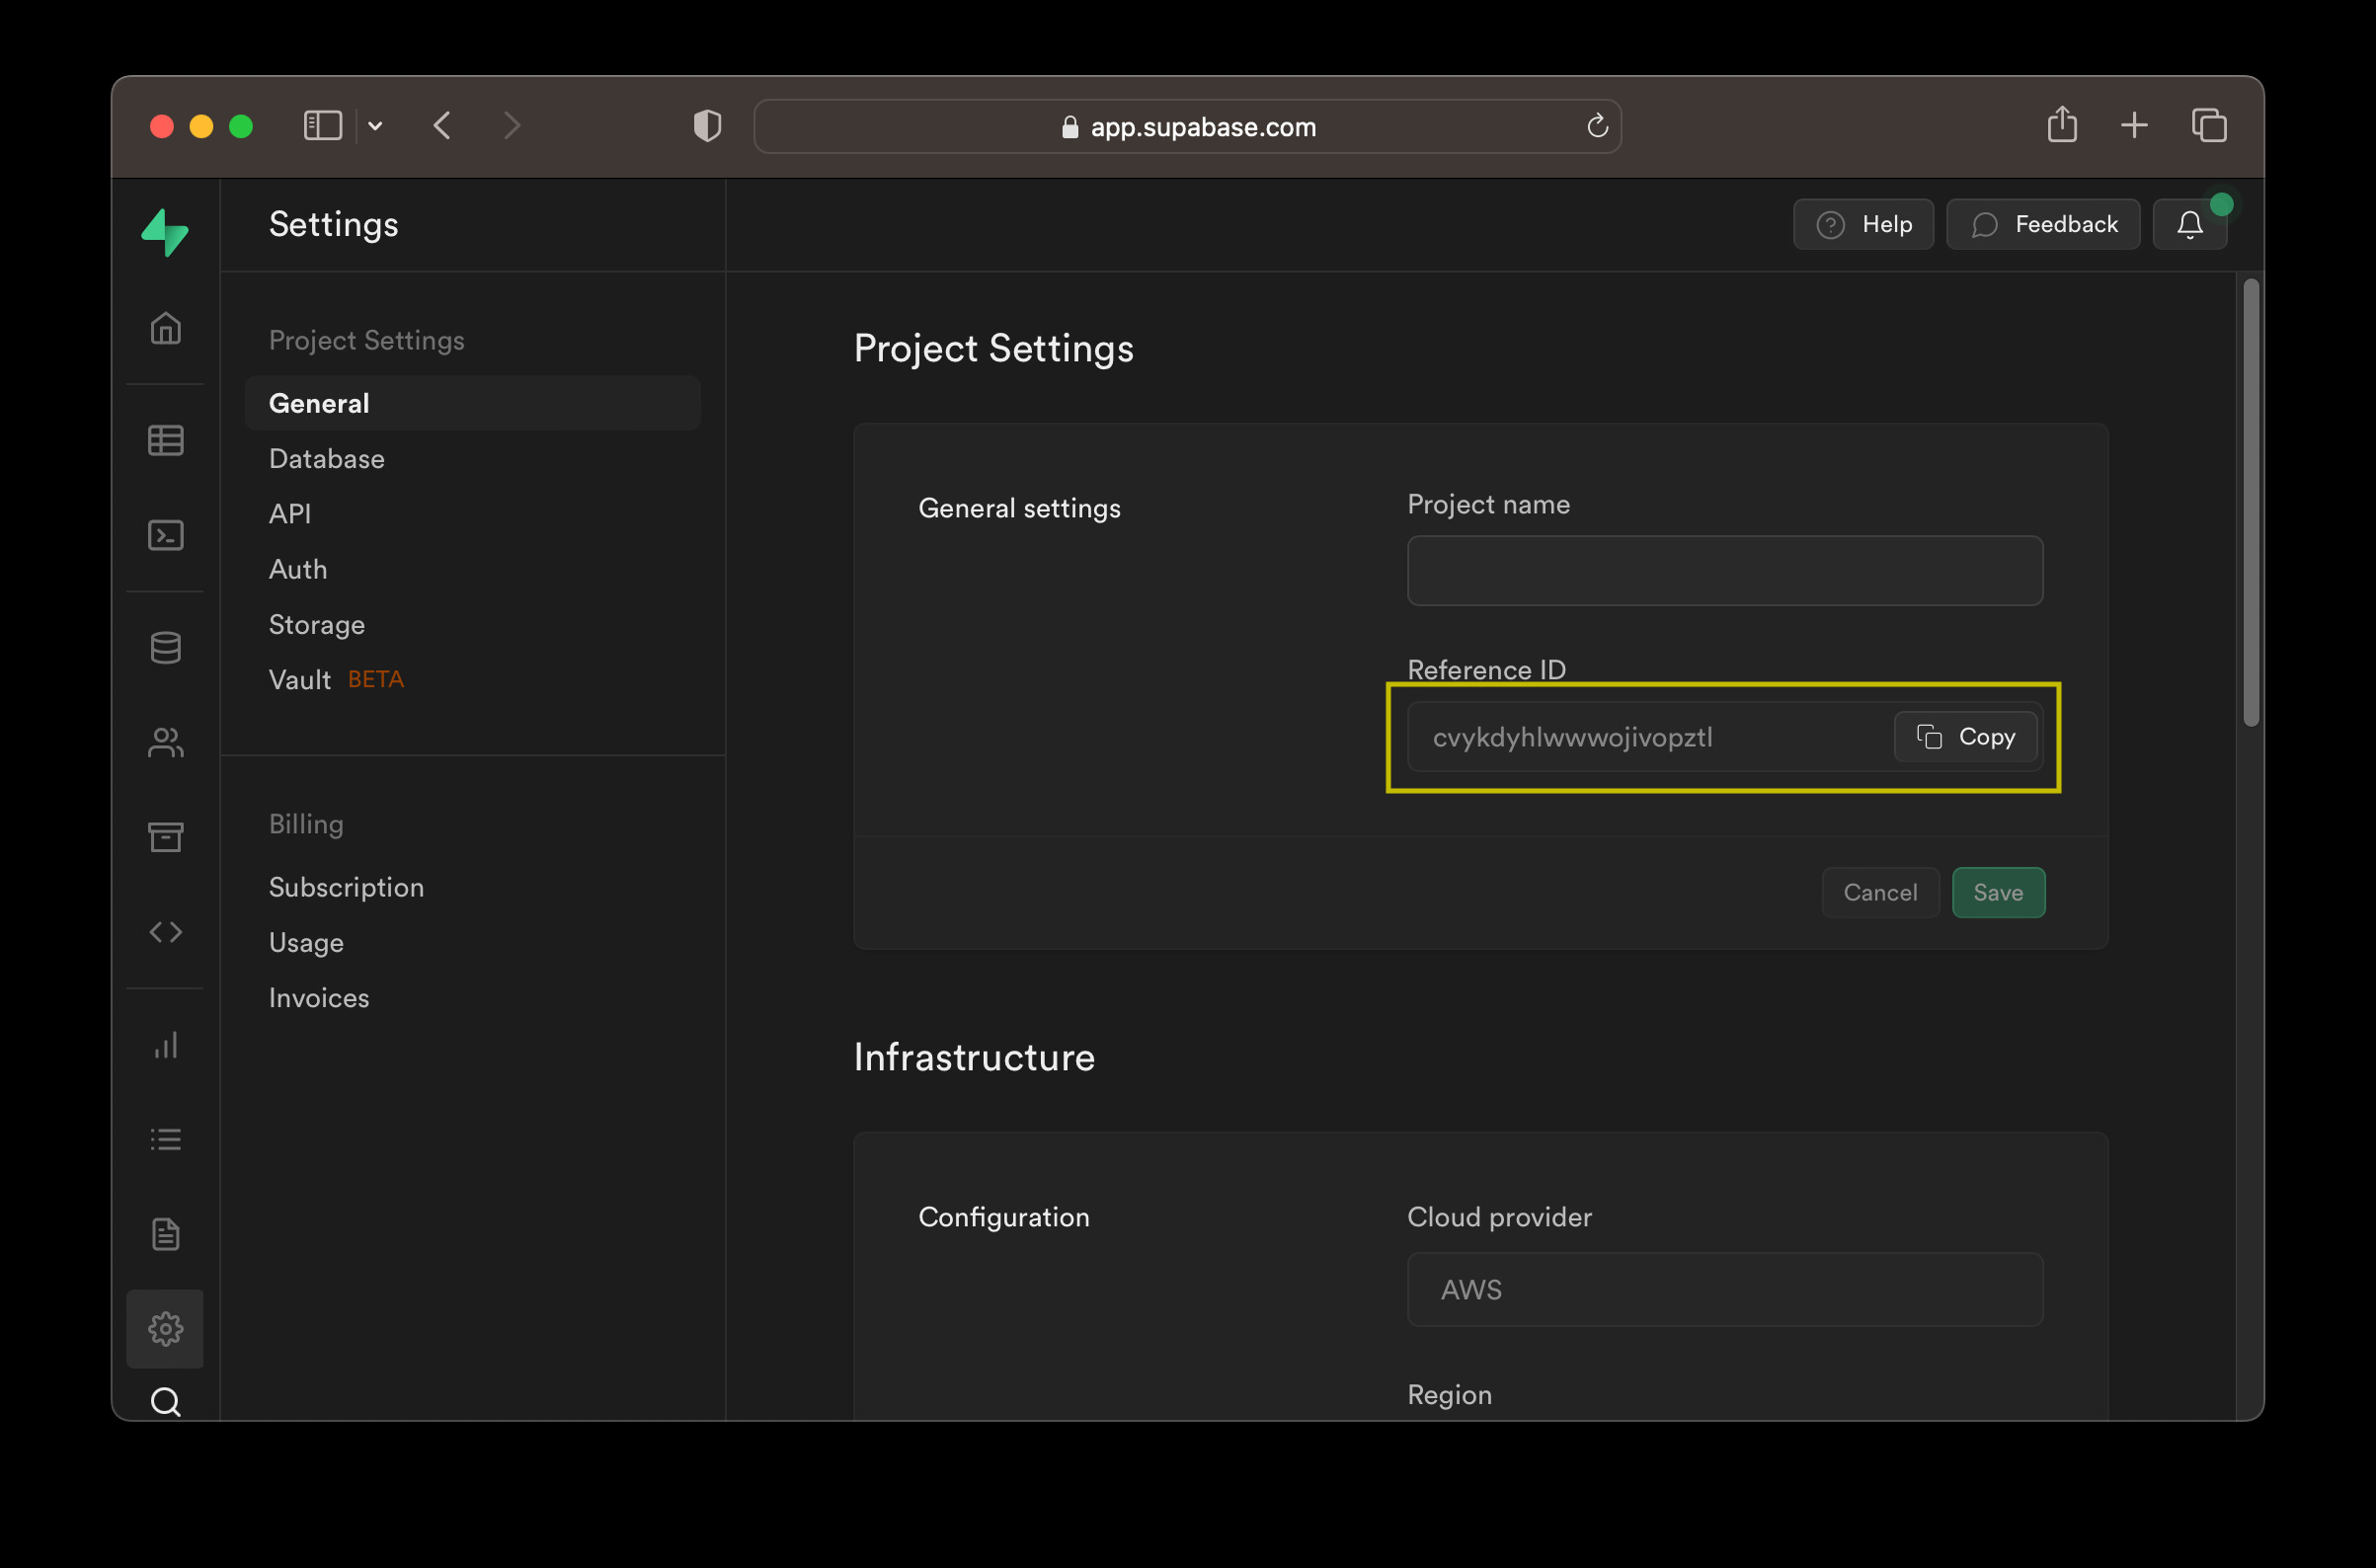 app.supabase.com
Settings
Help
Feedback
Project Settings
General
Database
API
Auth
Storage
Vault BETA
Billing
Subscription
Usage
Invoices
Project Settings
General settings
Project name
Reference ID
cvykdyhlwwwojivopztl
Copy
Cancel
Save
Infrastructure
Configuration
Cloud provider
AWS
Region